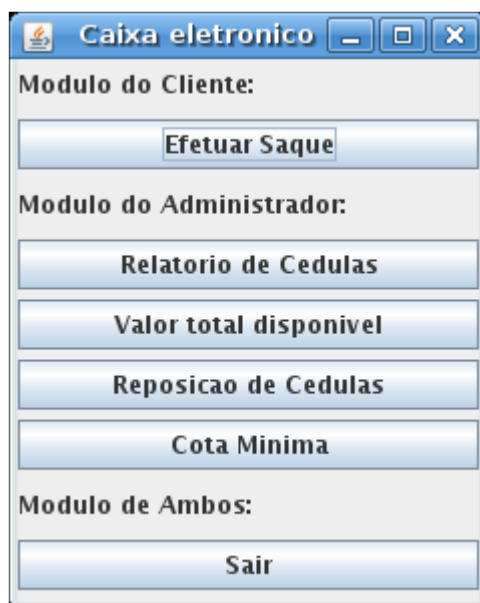 Caixa eletronico
Modulo do Cliente:
Efetuar Saque
Modulo do Administrador:
Relatorio de Cedulas
Valor total disponivel
Reposicao de Cedulas
Cota Minima
Modulo de Ambos:
Sair